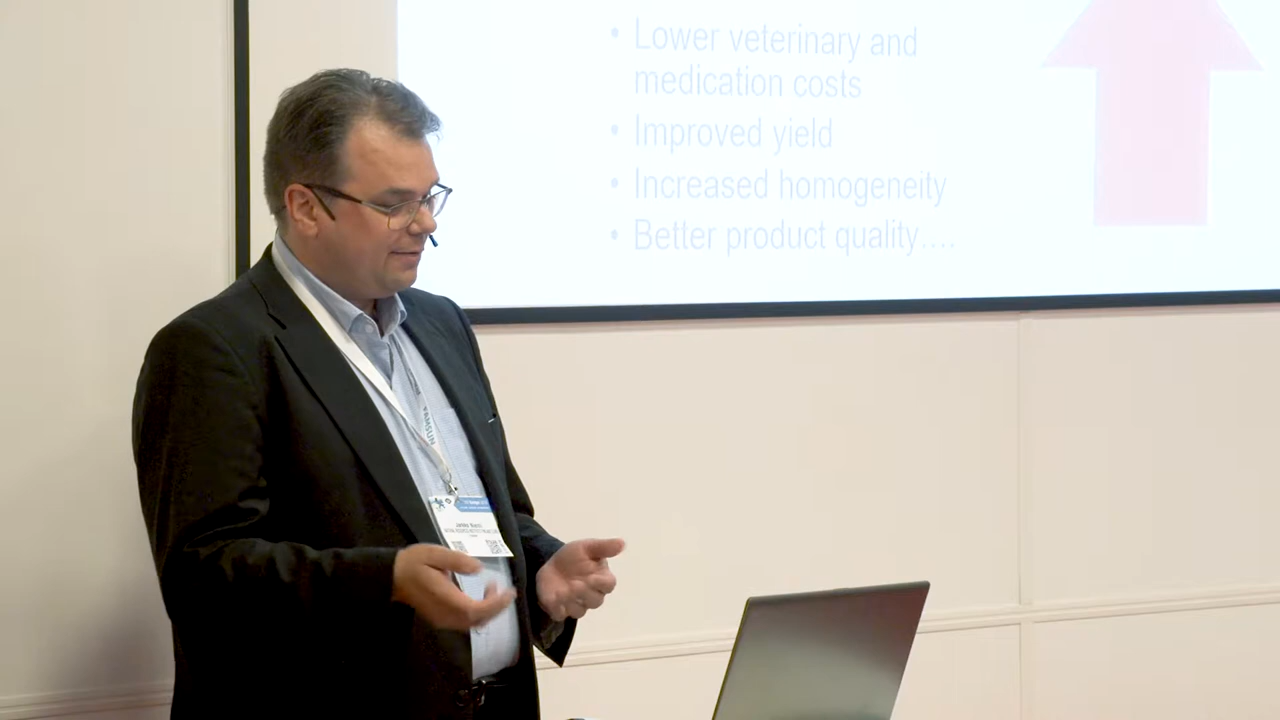 • Lower veterinary and
medication costs
• Improved yield
• Increased homogeneity
• Better product quality....